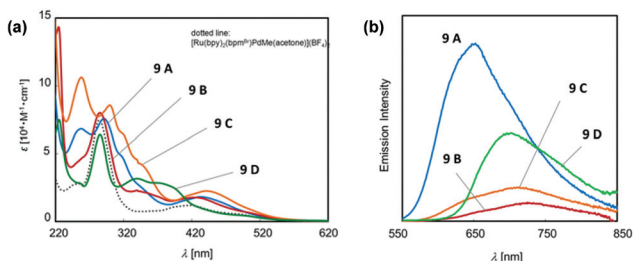 (a)
15
10
5
0
ε [10⁴•M⁻¹•cm⁻¹]
dotted line:
[Ru(bpy)₂(bpmᴮʳ)PdMe(acetone)](BF₄)₃
9 A
9 B
9 C
9 D
220 320 420 520 620
λ [nm]
(b)
Emission Intensity
9 A
9 C
9 D
9 B
550 650 750 850
λ [nm]